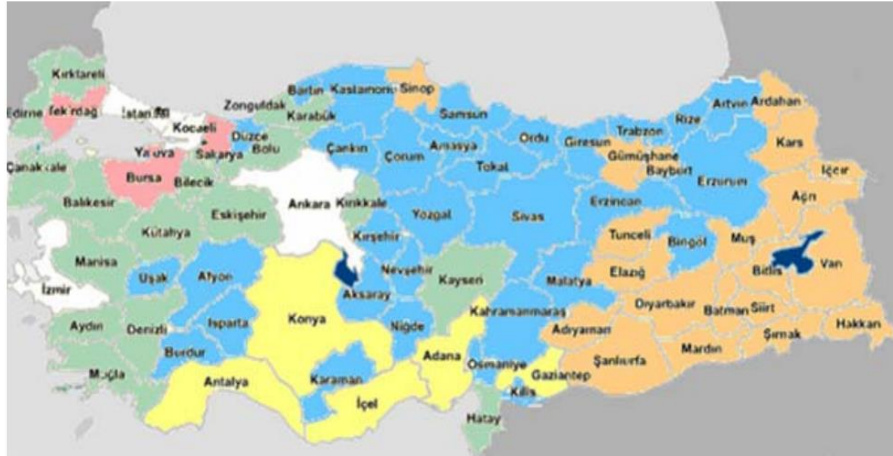 Kırklareli
Edirne
Tekirdağ
İstanbul
Kocaeli
Yalova
Sakarya
Düzce
Bolu
Zonguldak
Bartın
Kastamonu
Sinop
Karabük
Samsun
Çankırı
Çorum
Amasya
Tokat
Ordu
Giresun
Trabzon
Rize
Artvin
Ardahan
Kars
Gümüşhane
Bayburt
Erzurum
Iğdır
Ağrı
Çanakkale
Bursa
Bilecik
Balıkesir
Kütahya
Eskişehir
Ankara
Kırıkkale
Yozgat
Sivas
Erzincan
Tunceli
Bingöl
Muş
Bitlis
Van
Manisa
İzmir
Uşak
Afyon
Kırşehir
Nevşehir
Aksaray
Kayseri
Malatya
Elazığ
Diyarbakır
Batman
Siirt
Hakkari
Aydın
Denizli
Isparta
Burdur
Konya
Niğde
Kahramanmaraş
Adıyaman
Şanlıurfa
Mardin
Şırnak
Muğla
Antalya
Karaman
İçel
Adana
Osmaniye
Gaziantep
Kilis
Hatay